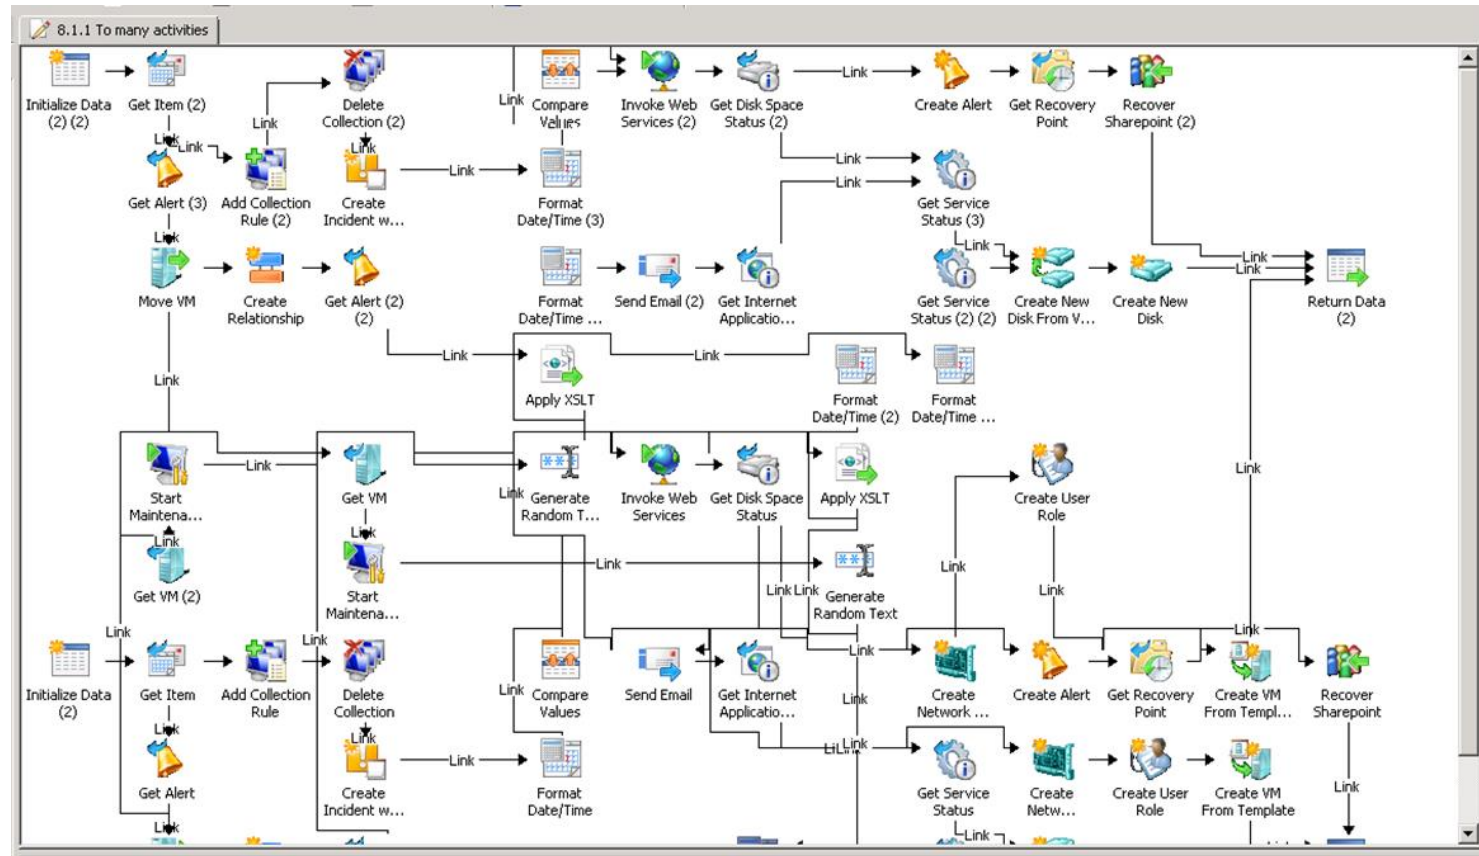 8.1.1 To many activities
Initialize Data
(2) (2)
Get Item (2)
Link
Delete
Collection (2)
Link
Compare
Values
Invoke Web
Services (2)
Get Disk Space
Status (2)
Link
Create Alert
Get Recovery
Point
Recover
Sharepoint (2)
Link
Link
Link
Get Alert (3)
Add Collection
Rule (2)
Create
Incident w...
Link
Format
Date/Time (3)
Link
Link
Get Service
Status (3)
Link
Move VM
Create
Relationship
Get Alert (2)
(2)
Format
Date/Time ...
Send Email (2)
Get Internet
Applicatio...
Link
Get Service
Status (2) (2)
Create New
Disk From V...
Create New
Disk
Link
Link
Return Data
(2)
Link
Link
Apply XSLT
Link
Format
Date/Time (2)
Format
Date/Time ...
Start
Maintena...
Link
Get VM
Link
Generate
Random T...
Invoke Web
Services
Get Disk Space
Status
Apply XSLT
Create User
Role
Link
Link
Get VM (2)
Link
Start
Maintena...
Link
Link
Link
Generate
Random Text
Link
Link
Link
Link
Link
Initialize Data
(2)
Get Item
Add Collection
Rule
Delete
Collection
Link
Compare
Values
Send Email
Get Internet
Applicatio...
Link
Link
Create
Network ...
Create Alert
Get Recovery
Point
Create VM
From Templ...
Recover
Sharepoint
Link
Link
Get Alert
Create
Incident w...
Link
Format
Date/Time
Link
Get Service
Status
Create
Netw...
Create User
Role
Create VM
From Template
Link
Link
Link